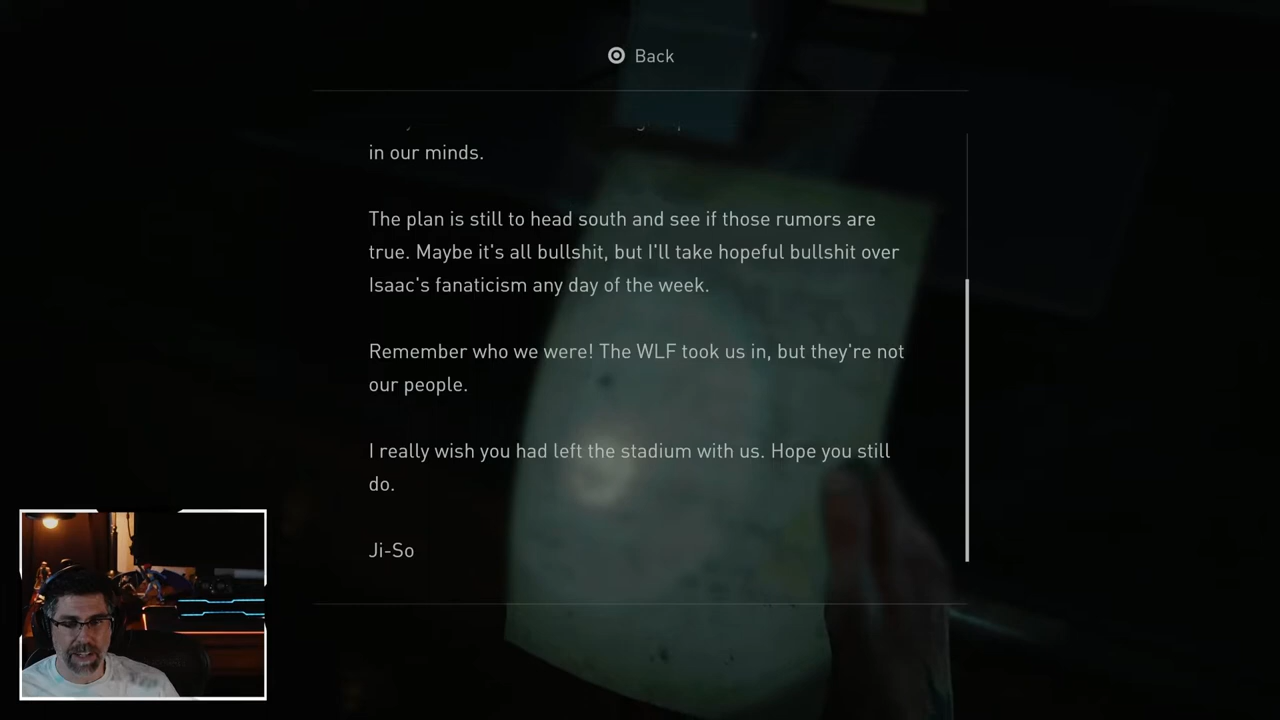 Back
in our minds.
The plan is still to head south and see if those rumors are
true. Maybe it's all bullshit, but I'll take hopeful bullshit over
Isaac's fanaticism any day of the week.
Remember who we were! The WLF took us in, but they're not
our people.
I really wish you had left the stadium with us. Hope you still
do.
Ji-So